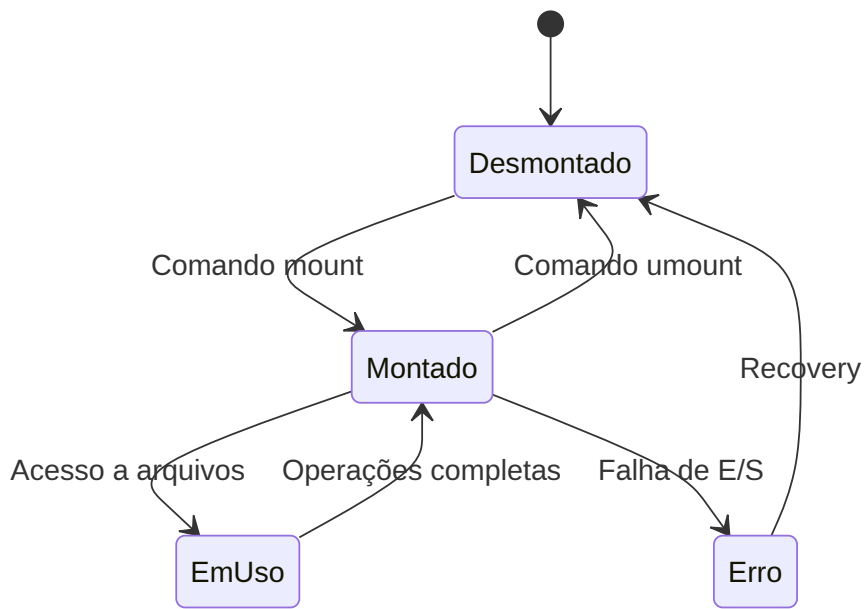 Desmontado
Comando mount
Comando umount
Montado
Recovery
Acesso a arquivos
Operações completas
Falha de E/S
EmUso
Erro